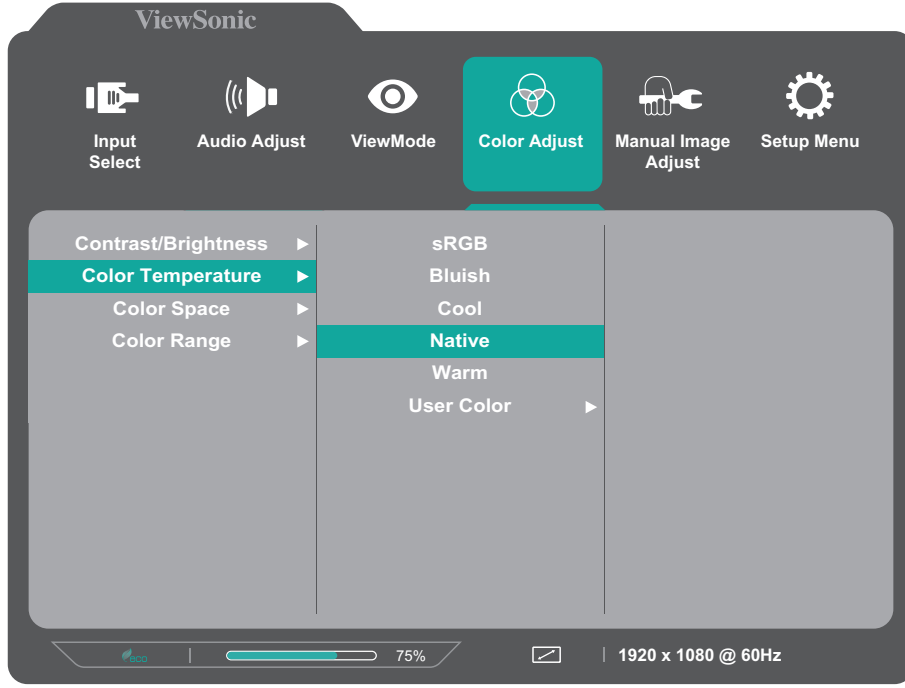 ViewSonic
Input
Select
Audio Adjust
ViewMode
Color Adjust
Manual Image
Adjust
Setup Menu
Contrast/Brightness
Color Temperature
Color Space
Color Range
sRGB
Bluish
Cool
Native
Warm
User Color
eco
75%
1920 x 1080 @ 60Hz